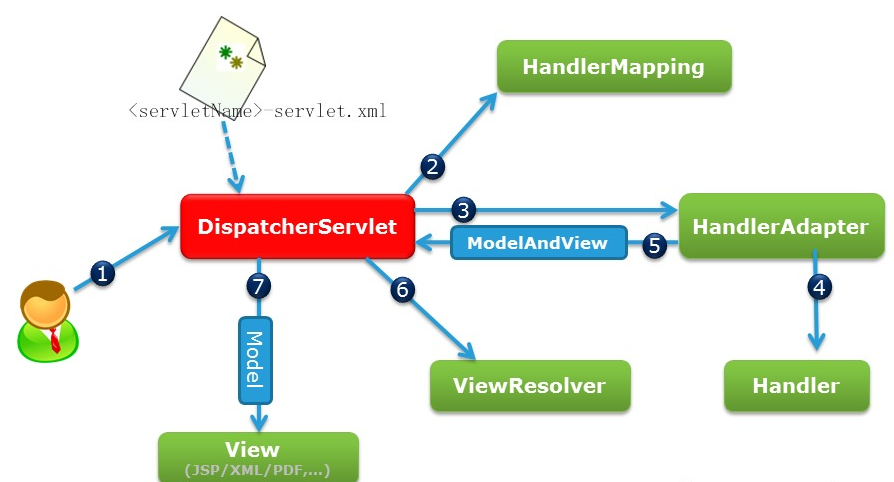 <servletName>-servlet.xml
HandlerMapping
2
DispatcherServlet
3
HandlerAdapter
ModelAndView
5
1
7
6
4
Model
ViewResolver
Handler
View
(JSP/XML/PDF,...)